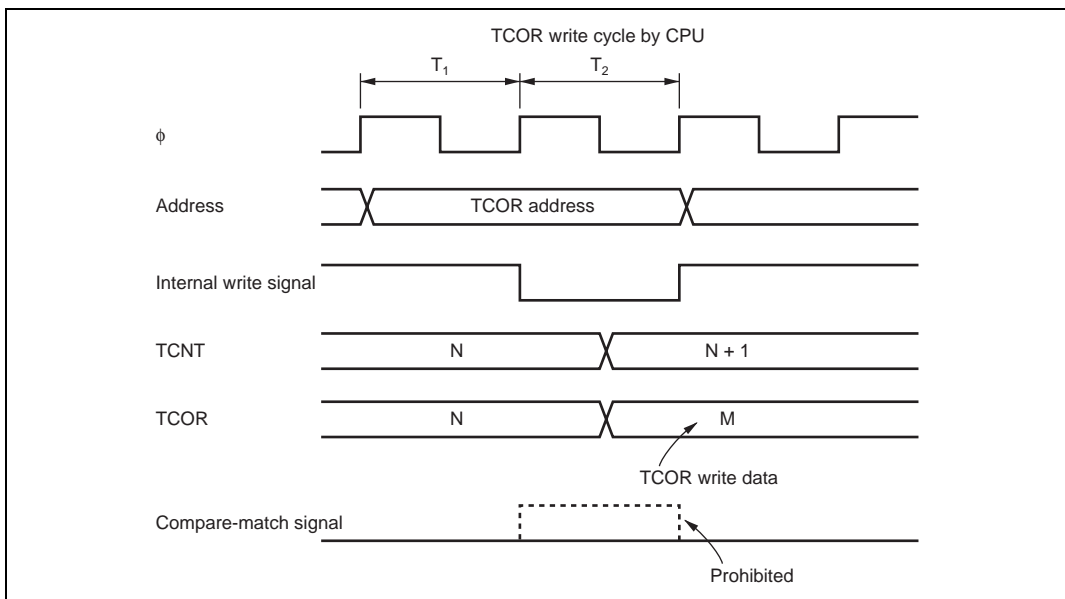 TCOR write cycle by CPU
T1 T2
ϕ
Address TCOR address
Internal write signal
TCNT N N + 1
TCOR N M
TCOR write data
Compare-match signal
Prohibited